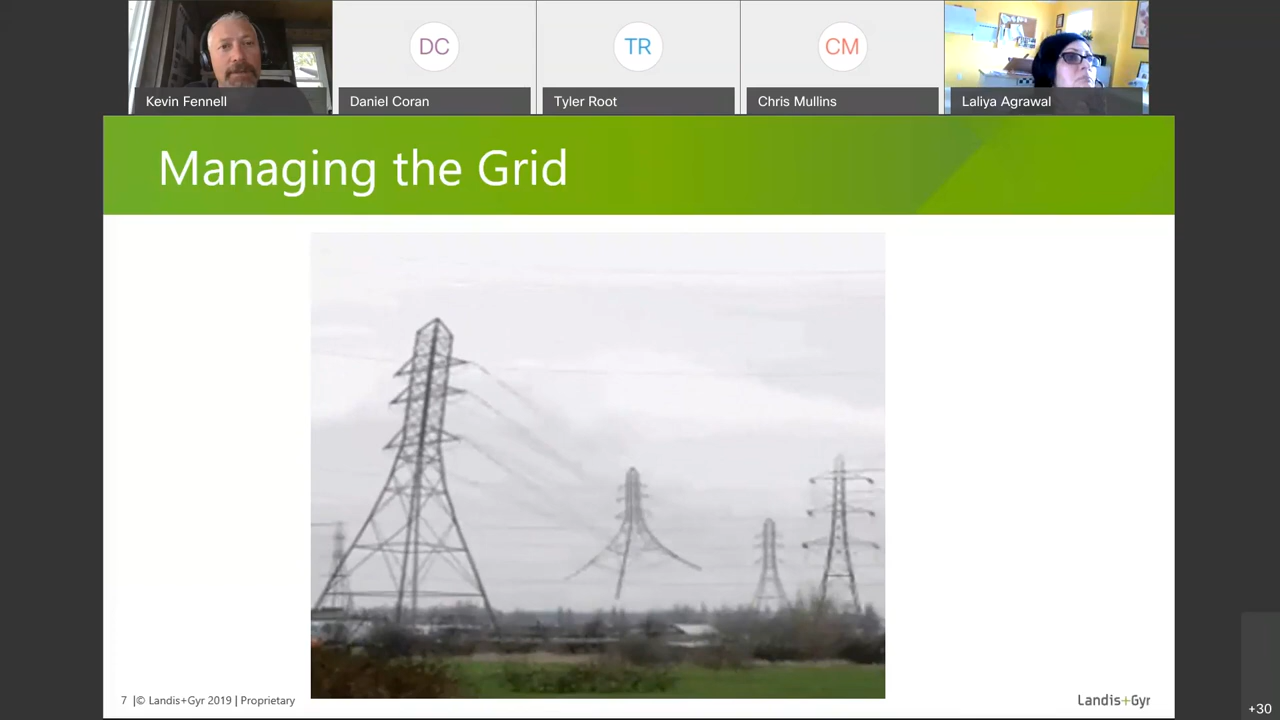 DC
TR
CM
Kevin Fennell
Daniel Coran
Tyler Root
Chris Mullins
Laliya Agrawal
Managing the Grid
7 |© Landis+Gyr 2019 | Proprietary
Landis+Gyr
+30